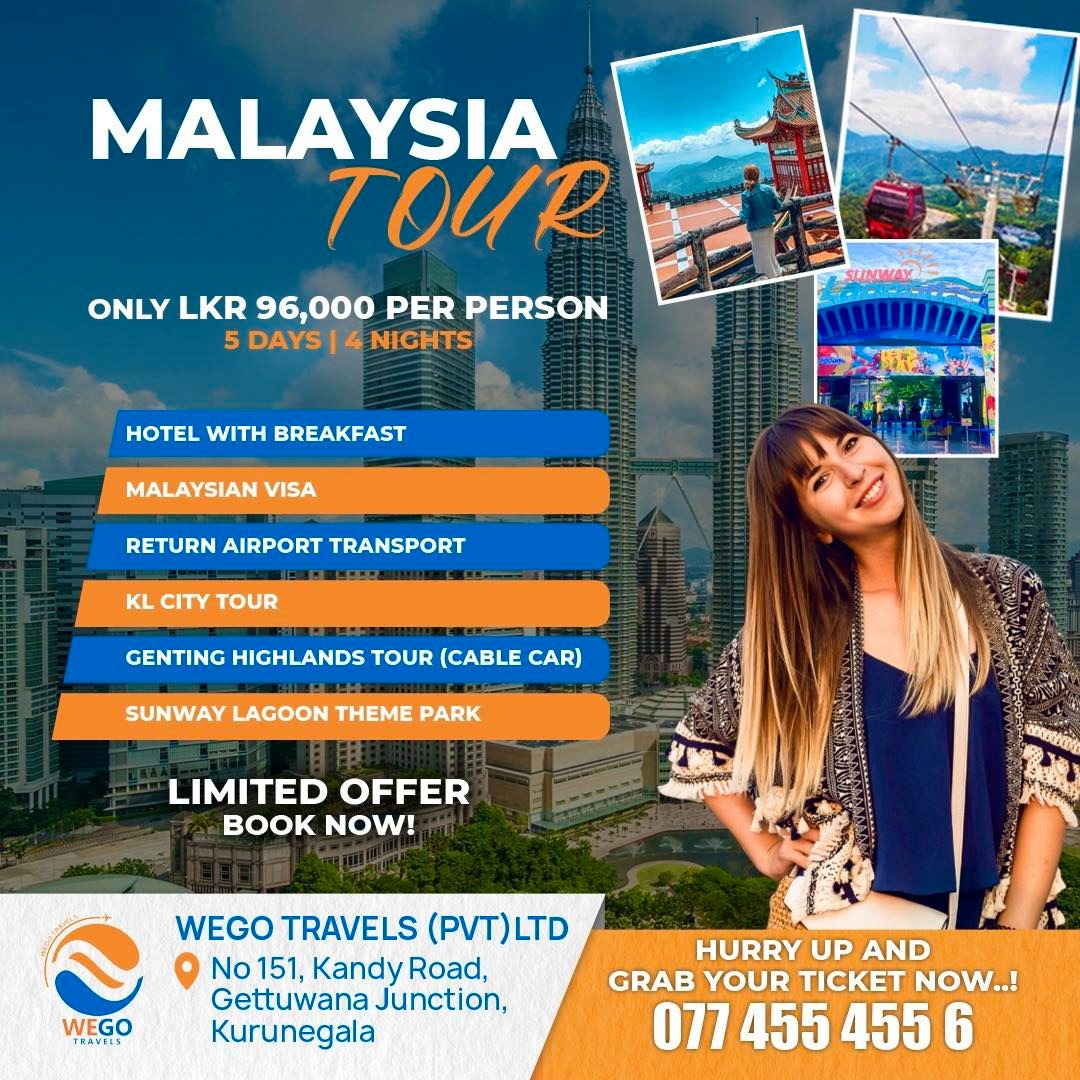 MALAYSIA
TOUR
ONLY LKR 96,000 PER PERSON
5 DAYS | 4 NIGHTS
HOTEL WITH BREAKFAST
MALAYSIAN VISA
RETURN AIRPORT TRANSPORT
KL CITY TOUR
GENTING HIGHLANDS TOUR (CABLE CAR)
SUNWAY LAGOON THEME PARK
LIMITED OFFER
BOOK NOW!
SUNWAY
WEGO TRAVELS
WEGO
TRAVELS
WEGO TRAVELS (PVT)LTD
No 151, Kandy Road,
Gettuwana Junction,
Kurunegala
HURRY UP AND
GRAB YOUR TICKET NOW..!
077 455 455 6